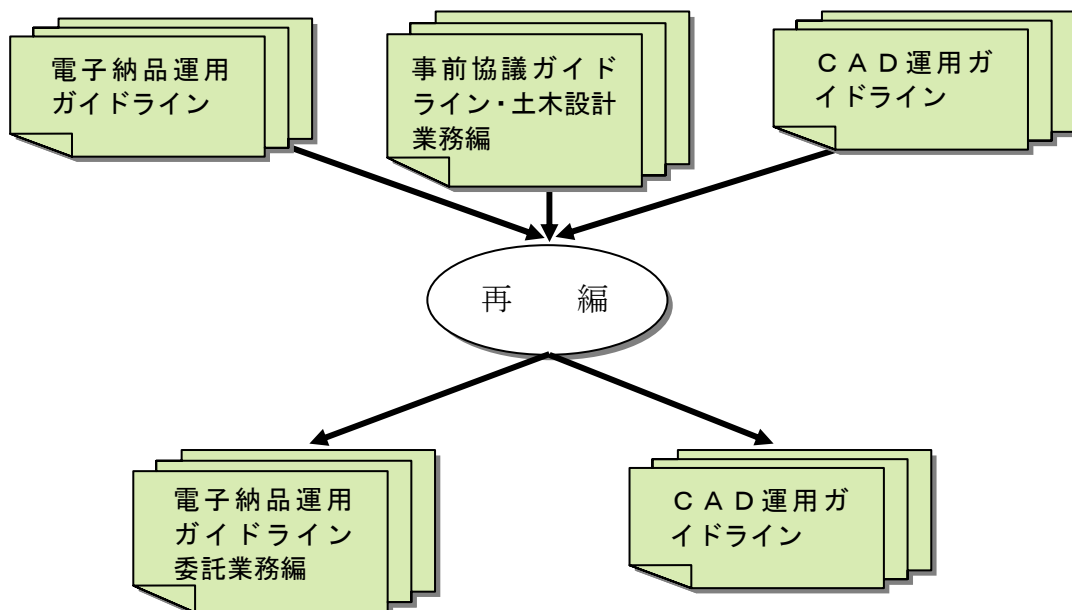 電子納品運用
ガイドライン
事前協議ガイド
ライン・土木設計
業務編
ＣＡＤ運用ガ
イドライン
再　　編
電子納品運用
ガイドライン
委託業務編
ＣＡＤ運用ガ
イドライン